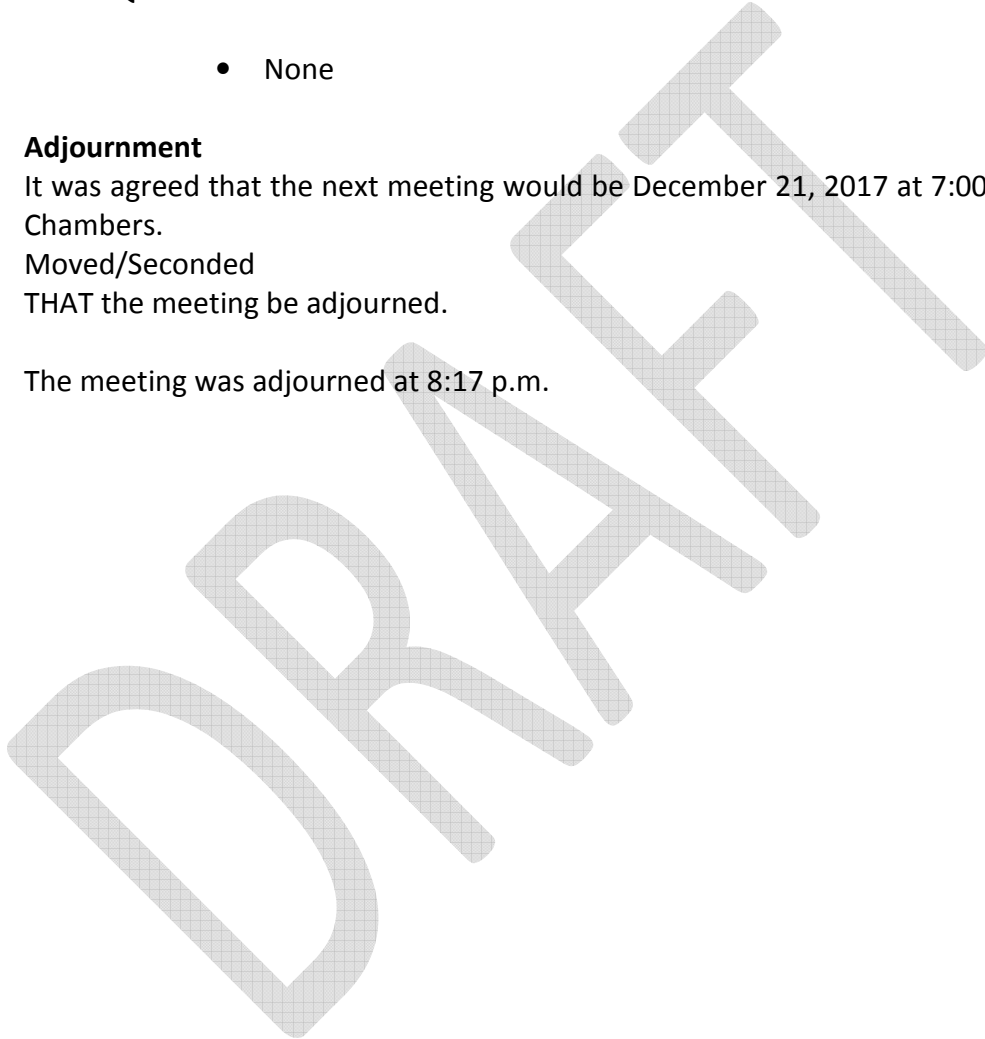 • None
Adjournment
It was agreed that the next meeting would be December 21, 2017 at 7:00
Chambers.
Moved/Seconded
THAT the meeting be adjourned.
The meeting was adjourned at 8:17 p.m.
DRAFT